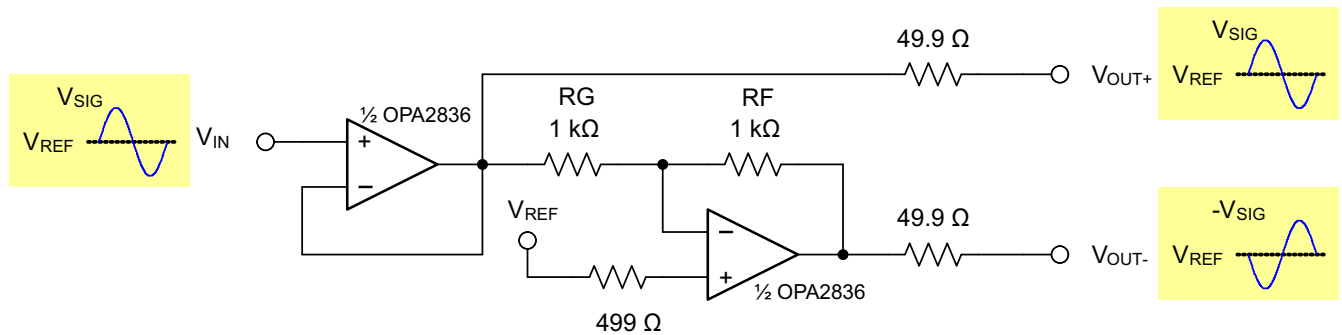 VSIG
VREF
VIN
+
−
½ OPA2836
RG
1 kΩ
RF
1 kΩ
VREF
499 Ω
−
+
½ OPA2836
49.9 Ω
VOUT+
VSIG
VREF
49.9 Ω
VOUT-
-VSIG
VREF